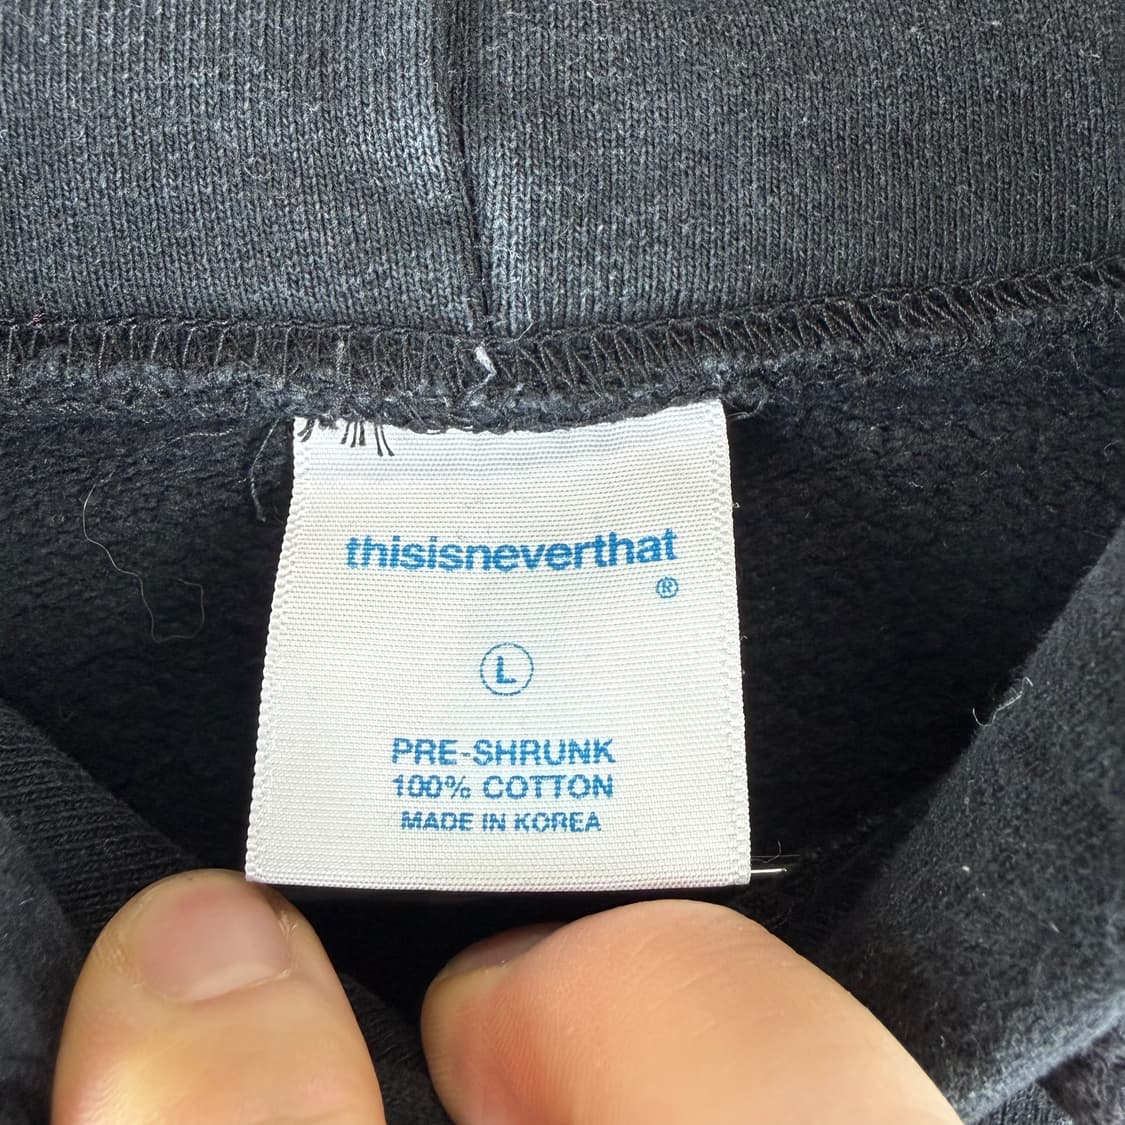 thisisneverthat
®
L
PRE-SHRUNK
100% COTTON
MADE IN KOREA